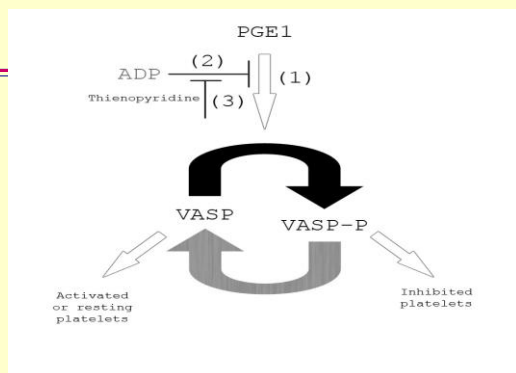 PGE1
(2)
ADP
(1)
Thienopyridine
(3)
VASP
VASP-P
Activated
or resting
platelets
Inhibited
platelets